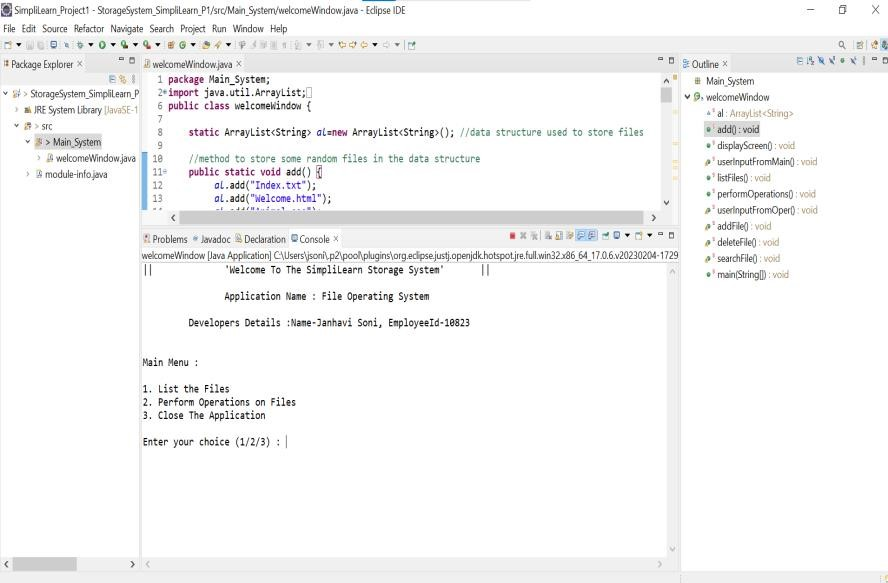 SimpliLearn_Project1 - StorageSystem_SimpliLearn_P1/src/Main_System/welcomeWindow.java - Eclipse IDE
File Edit Source Refactor Navigate Search Project Run Window Help
Package Explorer
> StorageSystem_SimpliLearn_P
JRE System Library [JavaSE-1
> src
> Main_System
welcomeWindow.java
module-info.java
welcomeWindow.java
1 package Main_System;
2 import java.util.ArrayList;
6 public class welcomeWindow {
7
8 static ArrayList<String> al=new ArrayList<String>(); //data structure used to store files
9
10 //method to store some random files in the data structure
11 public static void add() {
12 al.add("Index.txt");
13 al.add("Welcome.html");
Problems Javadoc Declaration Console
welcomeWindow [Java Application] C:\Users\jsoni\.p2\pool\plugins\org.eclipse.justj.openjdk.hotspot.jre.full.win32.x86_64_17.0.6.v20230204-1729
|| 'Welcome To The SimpliLearn Storage System' ||
Application Name : File Operating System
Developers Details :Name-Janhavi Soni, EmployeeId-10823
Main Menu :
1. List the Files
2. Perform Operations on Files
3. Close The Application
Enter your choice (1/2/3) :
Outline
Main_System
welcomeWindow
al : ArrayList<String>
add() : void
displayScreen() : void
userInputFromMain() : void
listFiles() : void
performOperations() : void
userInputFromOper() : void
addFile() : void
deleteFile() : void
searchFile() : void
main(String[]) : void